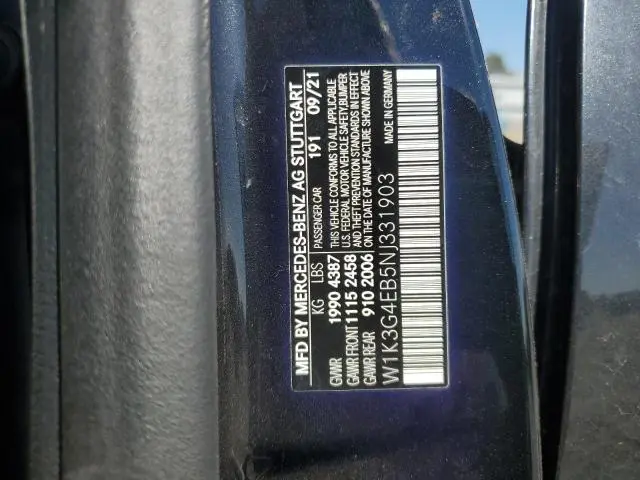 MFD BY MERCEDES-BENZ AG STUTTGART
KG LBS PASSENGER CAR 191 09/21
GVWR 1990 4387 THIS VEHICLE CONFORMS TO ALL APPLICABLE
GAWR FRONT 1115 2458 U.S. FEDERAL MOTOR VEHICLE SAFETY, BUMPER
AND THEFT PREVENTION STANDARDS IN EFFECT
GAWR REAR 910 2006 ON THE DATE OF MANUFACTURE SHOWN ABOVE
MADE IN GERMANY
W1K3G4EB5NJ331903